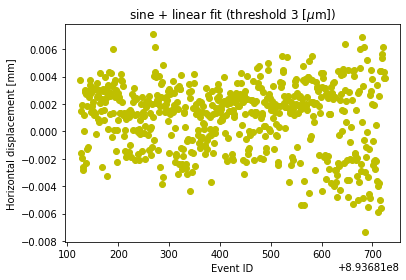 sine + linear fit (threshold 3 [μm])
Horizontal displacement [mm]
0.006
0.004
0.002
0.000
−0.002
−0.004
−0.006
−0.008
100 200 300 400 500 600 700
Event ID
+8.93681e8